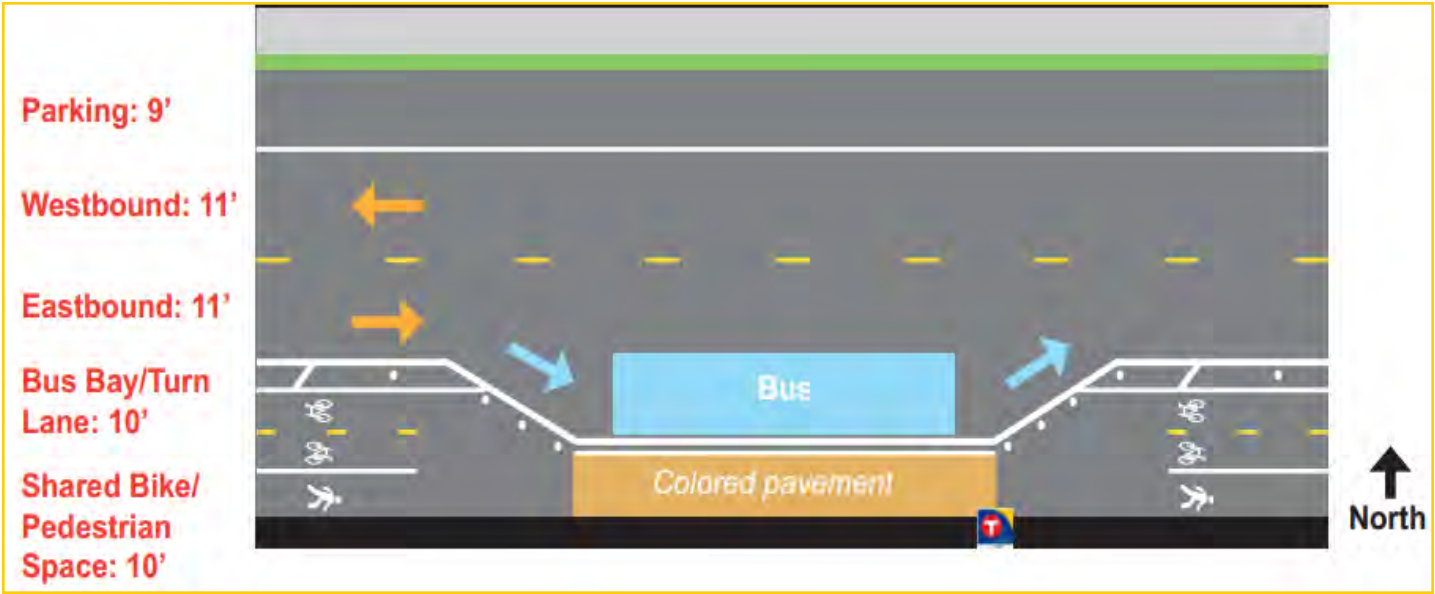 Parking: 9’
Westbound: 11’
Eastbound: 11’
Bus Bay/Turn
Lane: 10’
Shared Bike/
Pedestrian
Space: 10’
Bus
Colored pavement
T
North